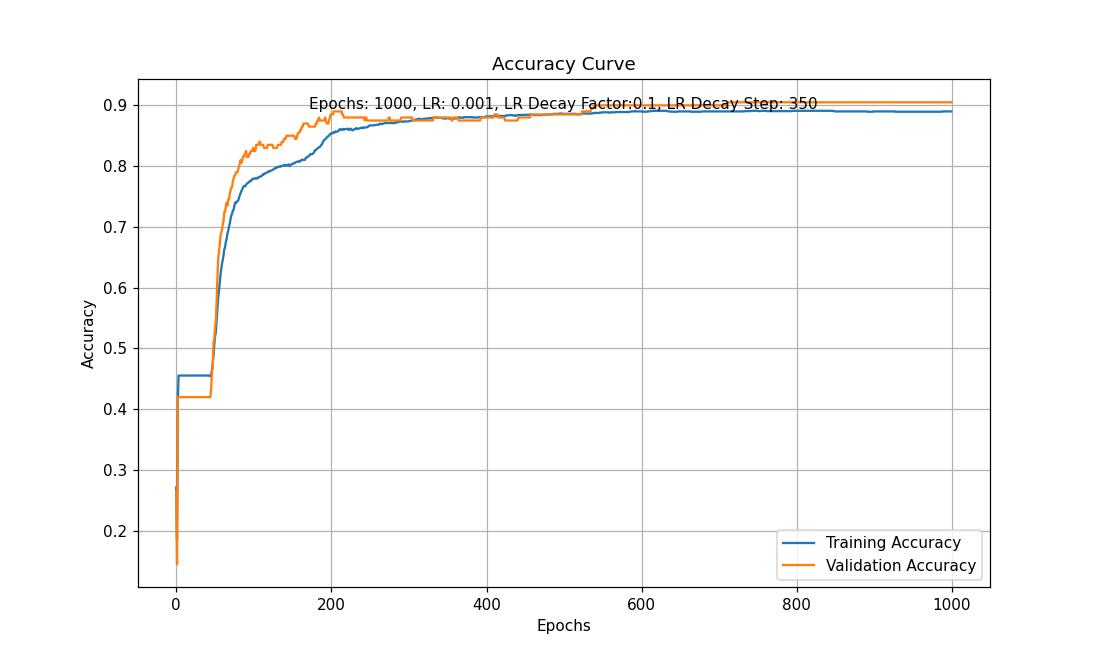 Accuracy Curve
Epochs: 1000, LR: 0.001, LR Decay Factor:0.1, LR Decay Step: 350
0.9
0.8
0.7
0.6
0.5
0.4
0.3
0.2
Accuracy
Training Accuracy
Validation Accuracy
0 200 400 600 800 1000
Epochs